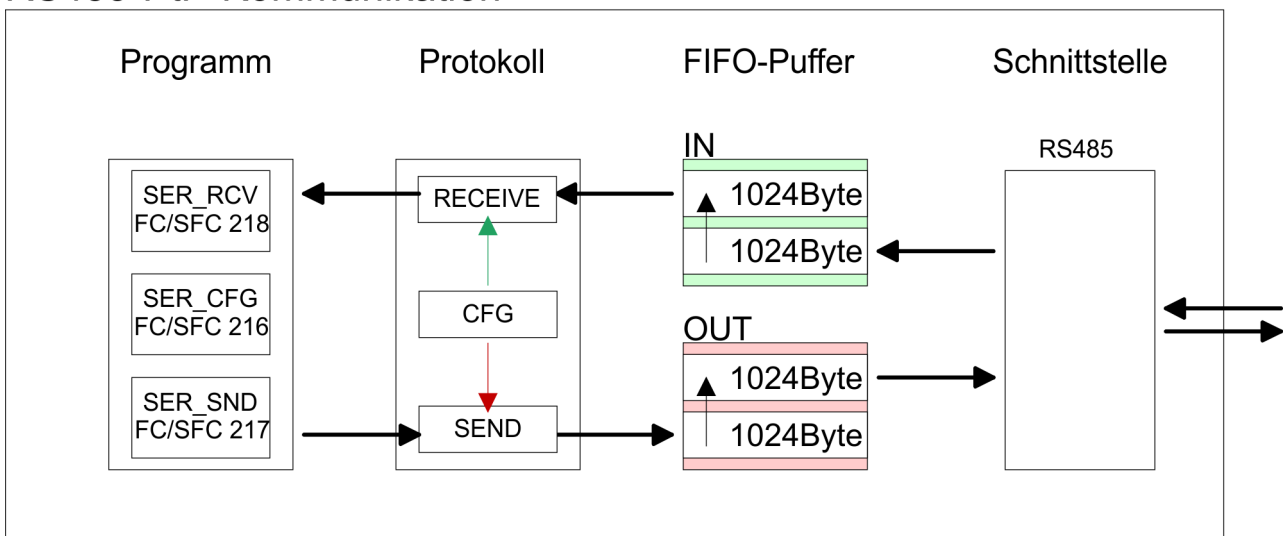 Programm
Protokoll
FIFO-Puffer
Schnittstelle
SER_RCV
FC/SFC 218
SER_CFG
FC/SFC 216
SER_SND
FC/SFC 217
RECEIVE
CFG
SEND
IN
1024Byte
1024Byte
OUT
1024Byte
1024Byte
RS485